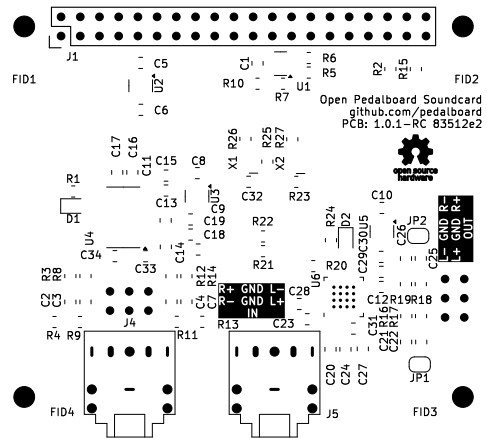 J1
C5
C1
R6
R5
R2
R15
FID1
U2
R10
R7
U1
FID2
Open Pedalboard Soundcard
github.com/pedalboard
PCB: 1.0.1-RC 83512e2
C6
R26
R25
R27
C17
C16
C11
C15
C8
X1
X2
open source
hardware
R1
C32
R23
D1
C13
U3
C9
C10
R+ GND L-
R- GND L+
IN
L- GND R-
L+ GND R+
OUT
C19
C18
R22
R24
D2
U5
C26
JP2
U4
C34
C33
C14
R21
U6
R20
C29
C30
C25
R3
R8
R12
R14
C28
C12
R19
R18
C2
C3
C4
C7
J4
R4
R9
R11
R13
C23
C31
C21
R16
C22
R17
C20
C24
C27
JP1
FID4
J5
FID3